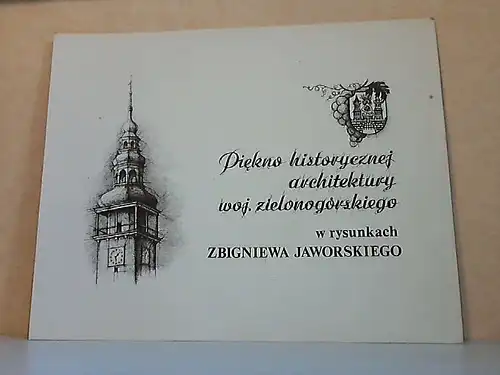 Piękno historycznej
architektury
woj. zielonogórskiego
w rysunkach
ZBIGNIEWA JAWORSKIEGO